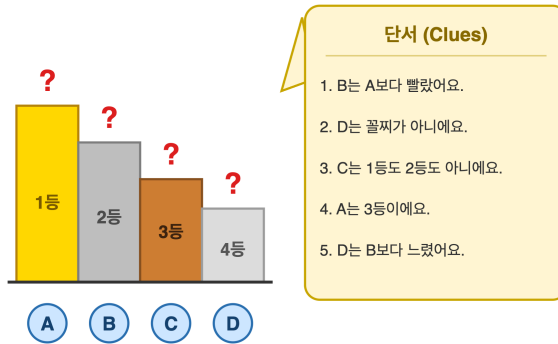 단서 (Clues)
1. B는 A보다 빨랐어요.
2. D는 꼴찌가 아니에요.
3. C는 1등도 2등도 아니에요.
4. A는 3등이에요.
5. D는 B보다 느렸어요.
? ? ? ?
1등 2등 3등 4등
A B C D